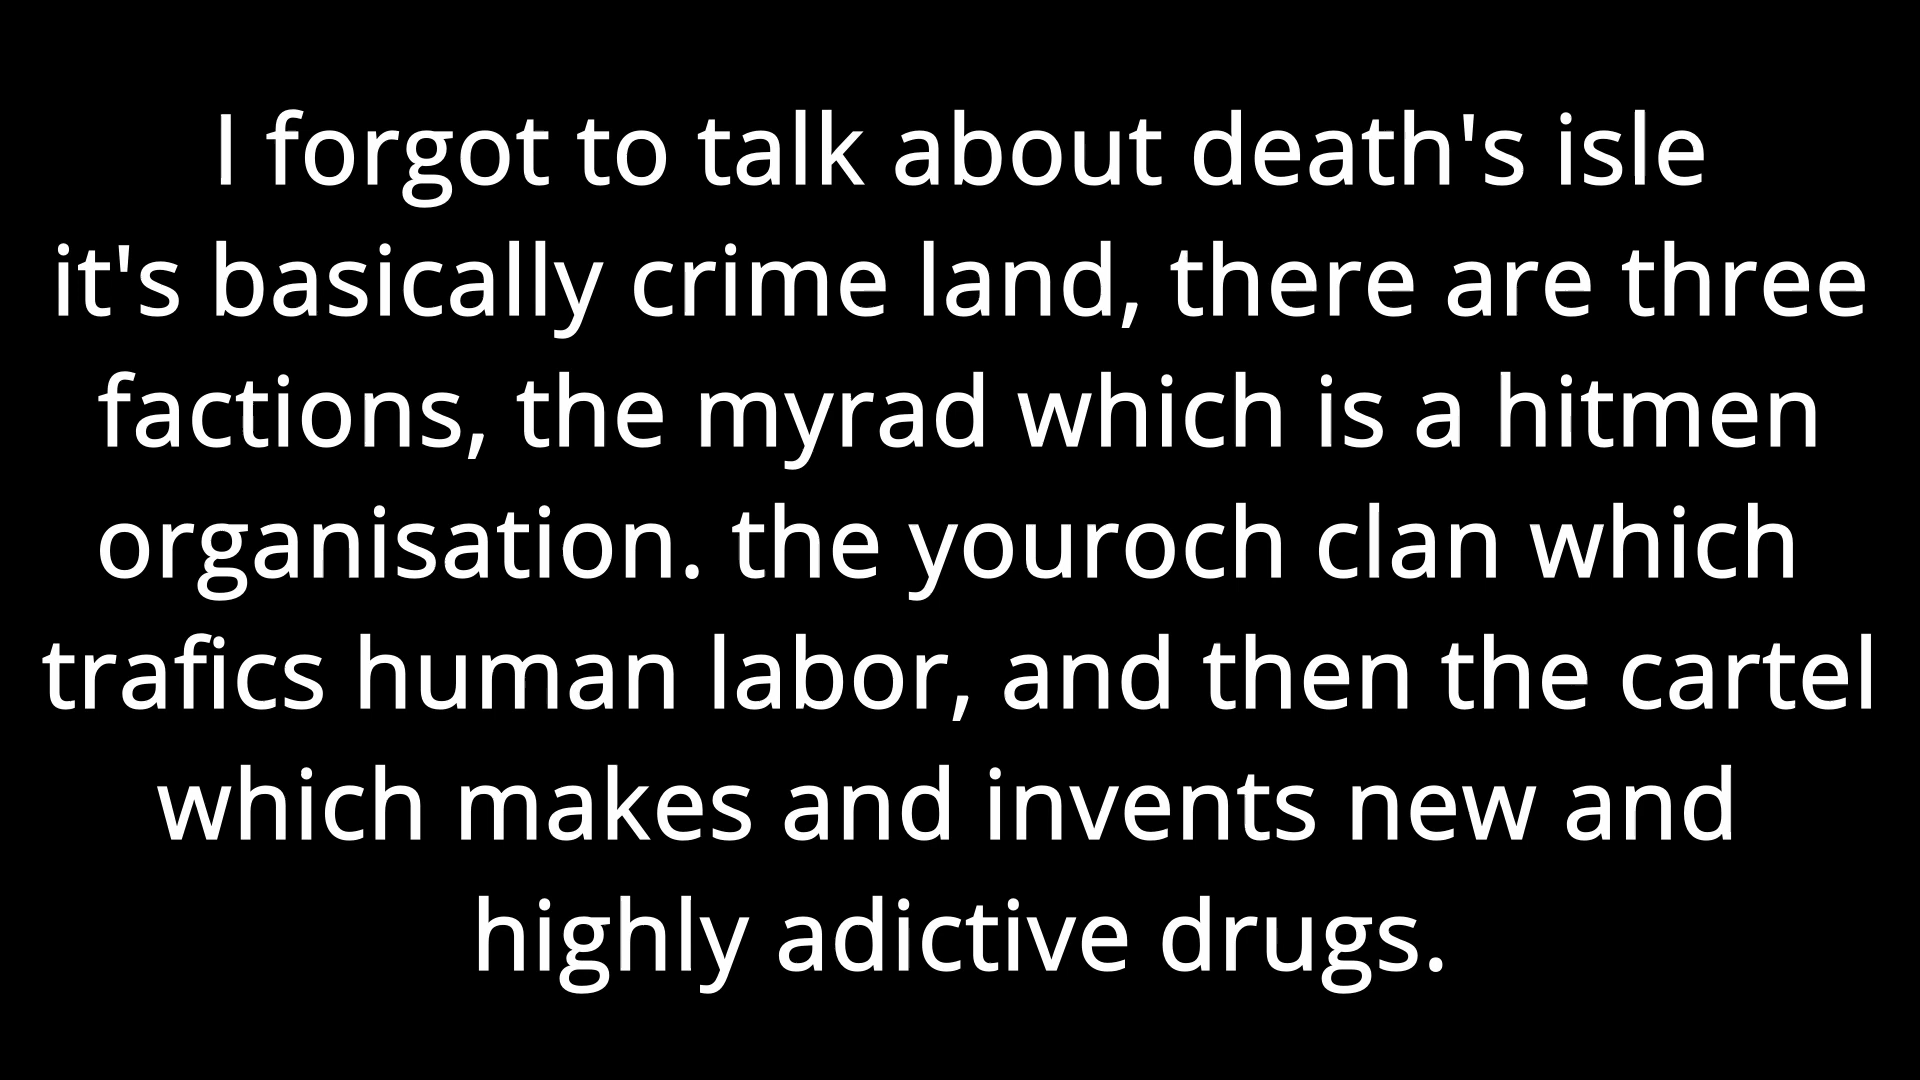 I forgot to talk about death's isle
it's basically crime land, there are three
factions, the myrad which is a hitmen
organisation. the youroch clan which
trafics human labor, and then the cartel
which makes and invents new and
highly adictive drugs.